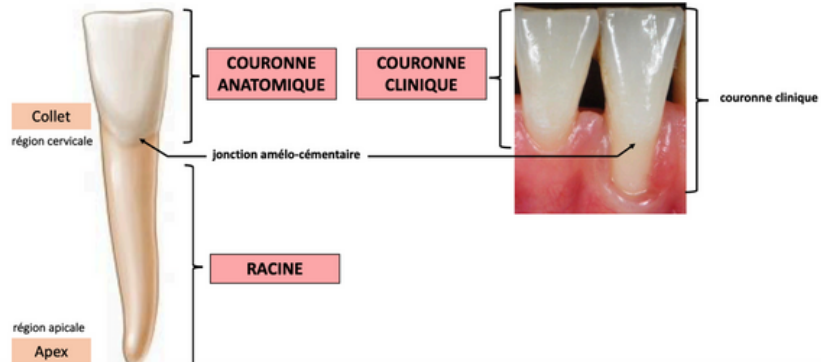 COURONNE
ANATOMIQUE
COURONNE
CLINIQUE
couronne clinique
Collet
région cervicale
jonction amélo-cémentaire
RACINE
région apicale
Apex